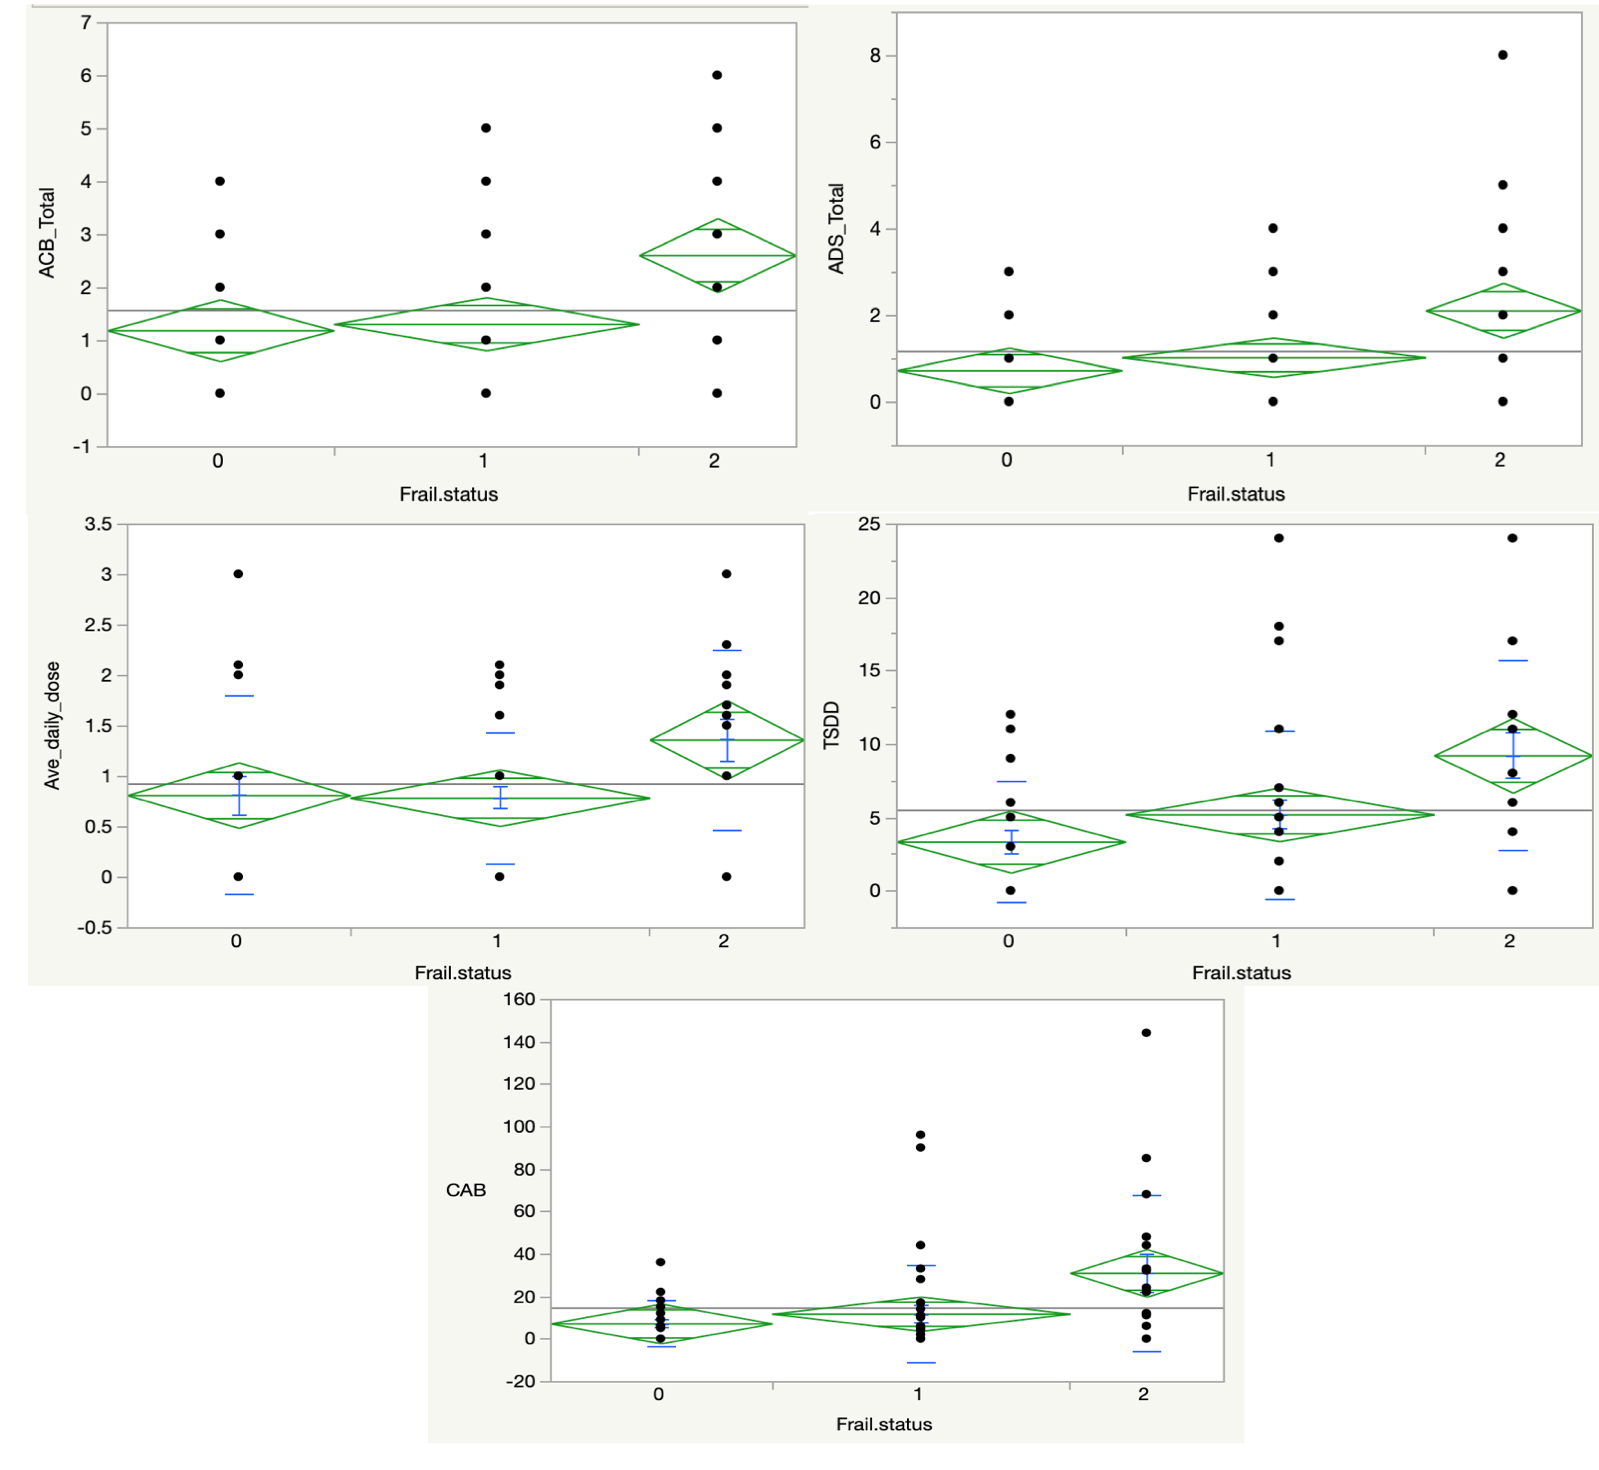 7
6
5
4
3
2
1
0
-1
ACB_Total
0 1 2
Frail.status
8
6
4
2
0
ADS_Total
0 1 2
Frail.status
3.5
3
2.5
2
1.5
1
0.5
0
-0.5
Ave_daily_dose
0 1 2
Frail.status
25
20
15
10
5
0
TSDD
0 1 2
Frail.status
160
140
120
100
80
60
40
20
0
-20
CAB
0 1 2
Frail.status